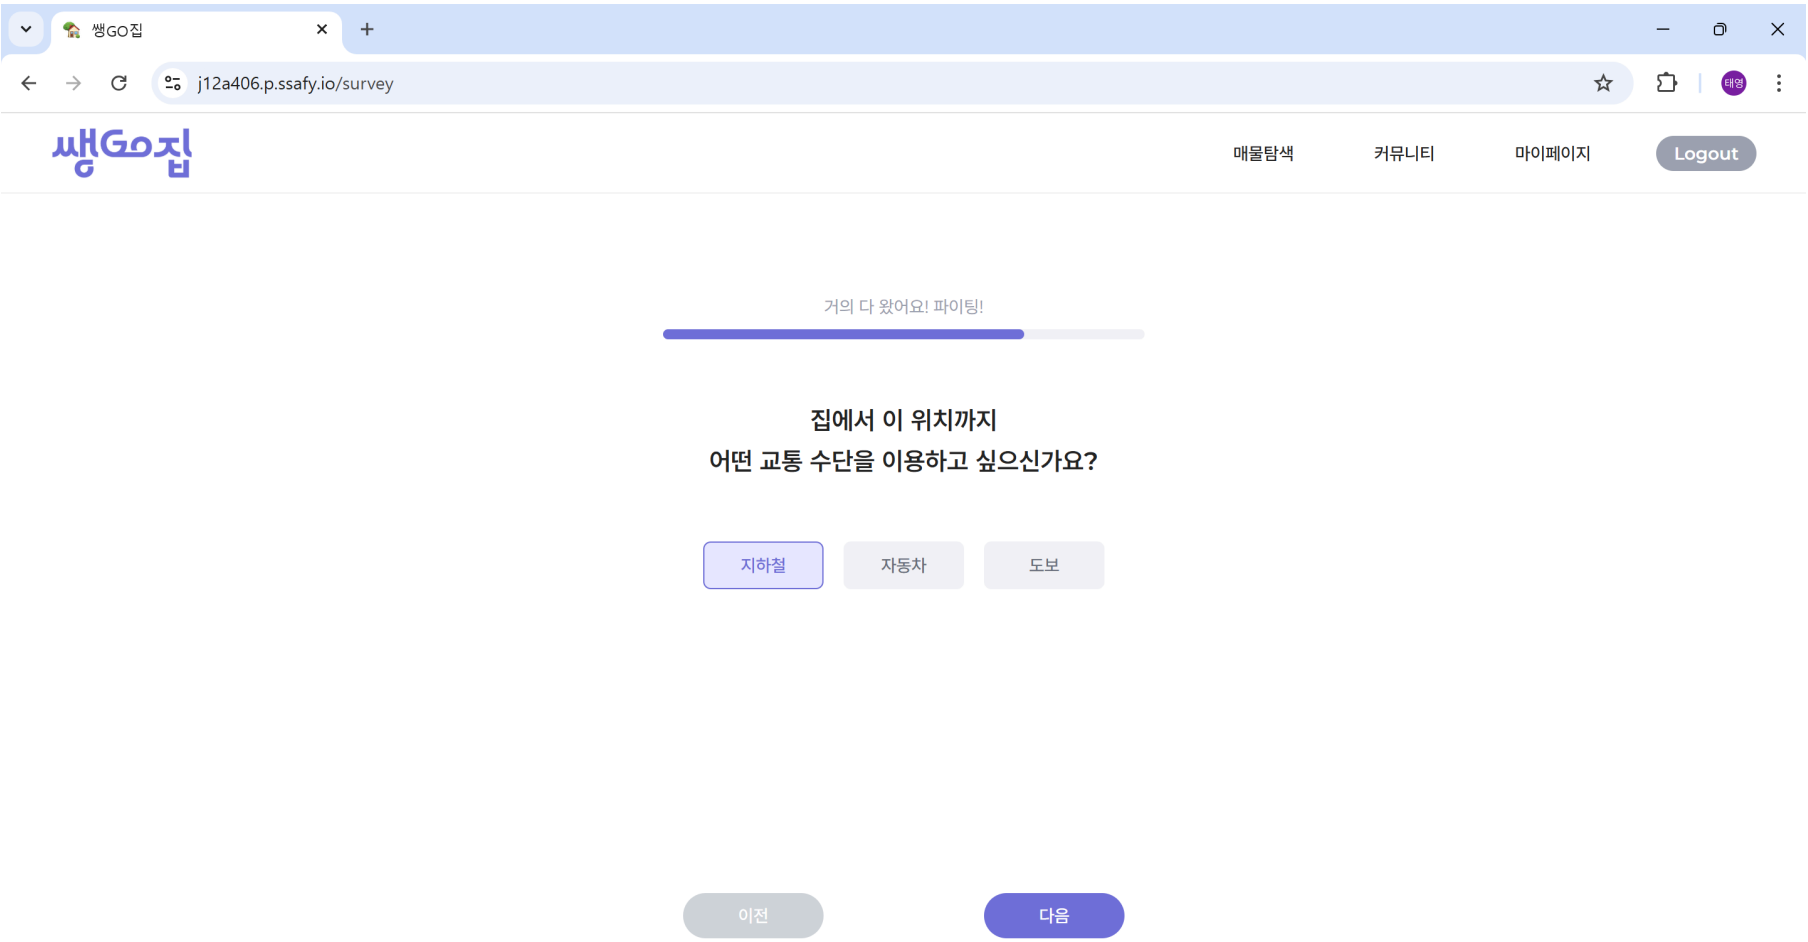 쌩GO집
j12a406.p.ssafy.io/survey
태영
쌩GO집
매물탐색
커뮤니티
마이페이지
Logout
거의 다 왔어요! 파이팅!
집에서 이 위치까지
어떤 교통 수단을 이용하고 싶으신가요?
지하철
자동차
도보
이전
다음